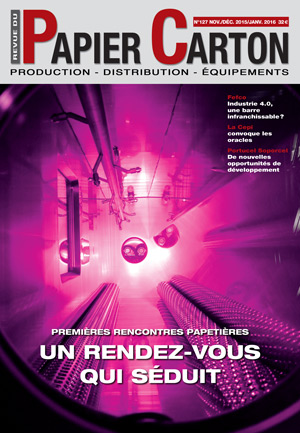 REVUE DU
PAPIER CARTON
N°127 NOV./DÉC. 2015/JANV. 2016 32€
PRODUCTION - DISTRIBUTION - ÉQUIPEMENTS
Fefco
Industrie 4.0,
une barre
infranchissable ?
La Cepi
convoque les
oracles
Portucel Soporcel
De nouvelles
opportunités de
développement
PREMIÈRES RENCONTRES PAPETIÈRES
UN RENDEZ-VOUS
QUI SÉDUIT